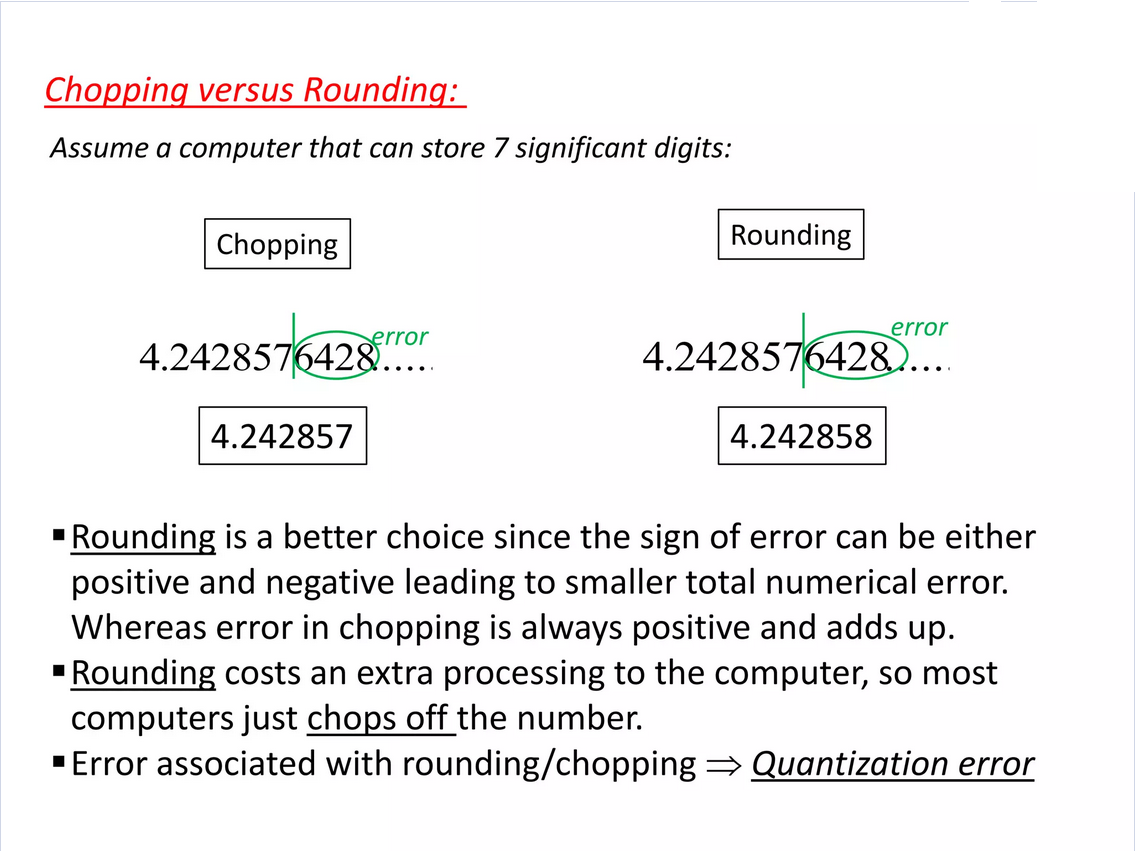 Chopping versus Rounding:
Assume a computer that can store 7 significant digits:
Chopping
Rounding
error
4.2428576428......
4.242857
error
4.2428576428......
4.242858
▪Rounding is a better choice since the sign of error can be either
positive and negative leading to smaller total numerical error.
Whereas error in chopping is always positive and adds up.
▪Rounding costs an extra processing to the computer, so most
computers just chops off the number.
▪Error associated with rounding/chopping ⇒ Quantization error